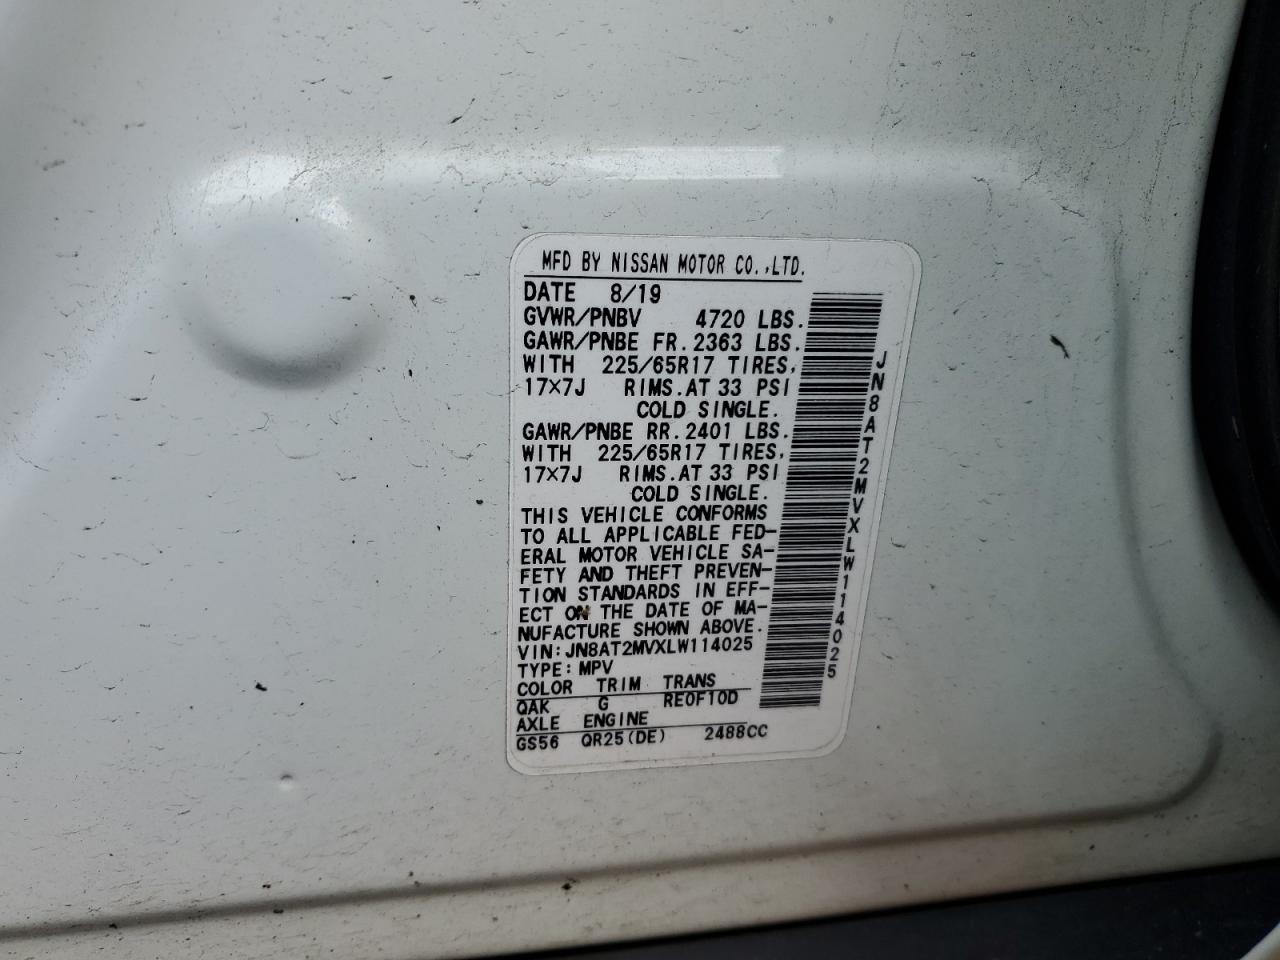 MFD BY NISSAN MOTOR CO.,LTD.
DATE 8/19
GVWR/PNBV 4720 LBS.
GAWR/PNBE FR.2363 LBS.
WITH 225/65R17 TIRES,
17×7J RIMS.AT 33 PSI
COLD SINGLE.
GAWR/PNBE RR.2401 LBS.
WITH 225/65R17 TIRES,
17×7J RIMS.AT 33 PSI
COLD SINGLE.
THIS VEHICLE CONFORMS
TO ALL APPLICABLE FED-
ERAL MOTOR VEHICLE SA-
FETY AND THEFT PREVEN-
TION STANDARDS IN EFF-
ECT ON THE DATE OF MA-
NUFACTURE SHOWN ABOVE.
VIN:JN8AT2MVXLW114025
TYPE:MPV
COLOR TRIM TRANS
QAK G RE0F10D
AXLE ENGINE
GS56 QR25(DE) 2488CC
JN8AT2MVXLW114025